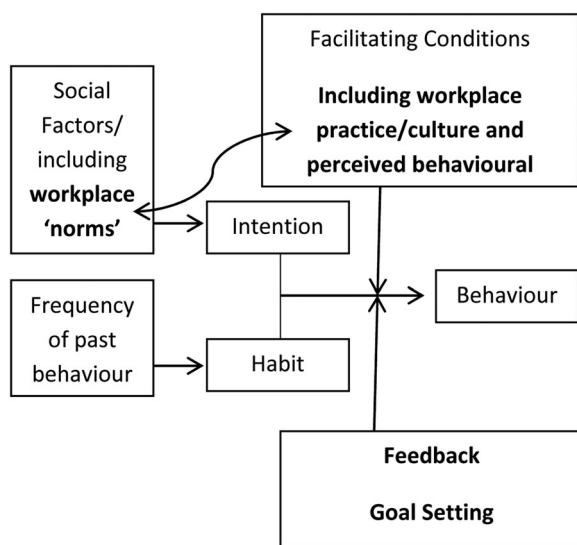 Facilitating Conditions
Including workplace
practice/culture and
perceived behavioural
Social
Factors/
including
workplace
‘norms’
Intention
Frequency
of past
behaviour
Habit
Behaviour
Feedback
Goal Setting